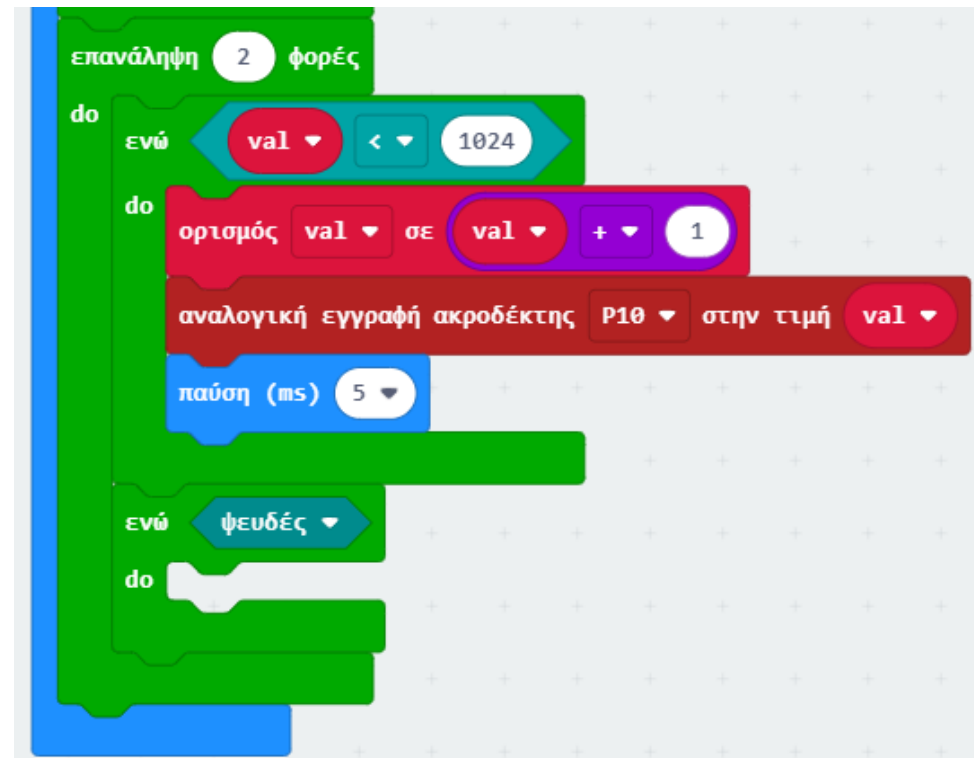 επανάληψη 2 φορές
do
ενώ val < 1024
do
ορισμός val σε val + 1
αναλογική εγγραφή ακροδέκτης P10 στην τιμή val
παύση (ms) 5
ενώ ψευδές
do